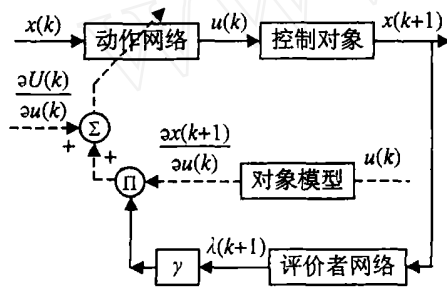 x(k)
动作网络
u(k)
控制对象
x(k+1)
∂U(k)
∂u(k)
+
Σ
+
∂x(k+1)
∂u(k)
Π
对象模型
u(k)
γ
λ(k+1)
评价者网络